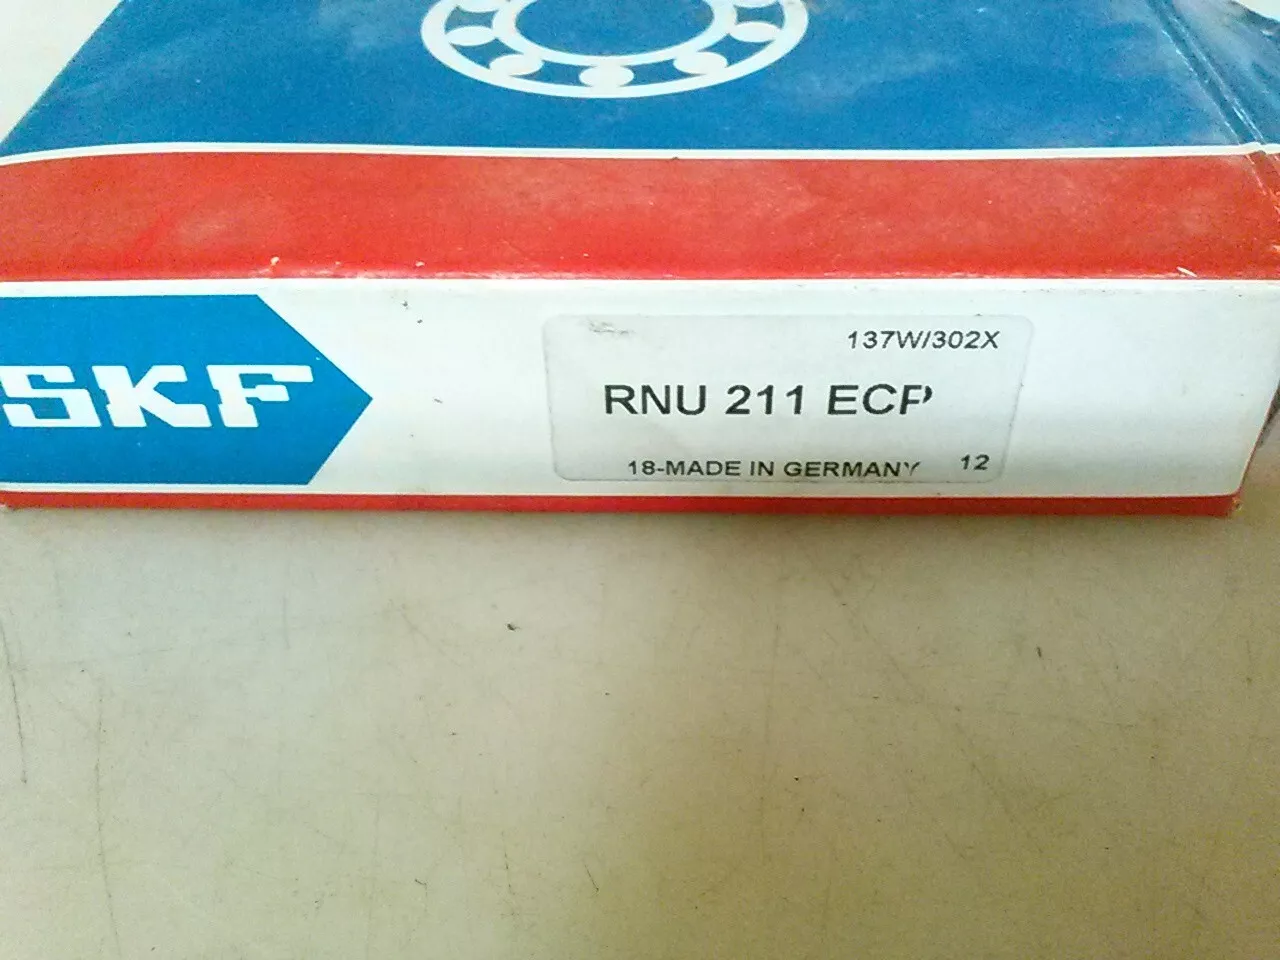 SKF
137W/302X
RNU 211 ECP
18-MADE IN GERMANY 12